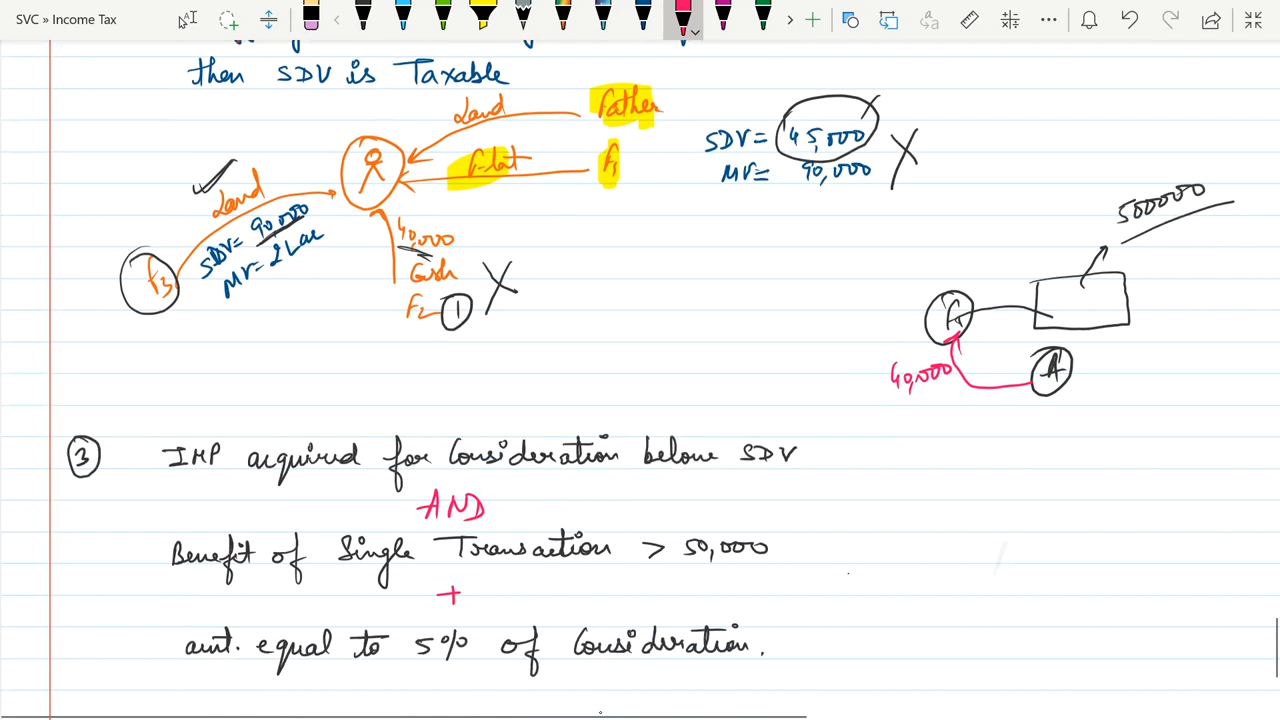 SVC » Income Tax
then SDV is Taxable
Father
Land
Flat
F1
SDV = 45,000
MV = 90,000
Land
SDV = 90,000
MV = 2 Lac
F3
40,000
Cash
F2 1
500000
40,000
A
3 IMP acquired for Consideration below SDV
AND
Benefit of Single Transaction > 50,000
+
amt. equal to 5% of Consideration.